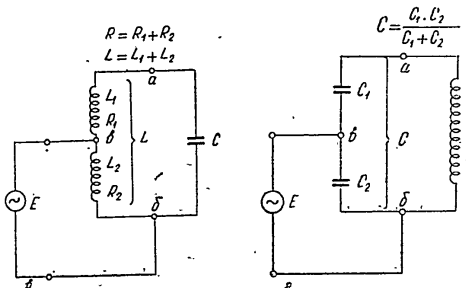 R = R₁ + R₂
L = L₁ + L₂
а
L₁
R₁
в
L
C
L₂
R₂
E
б
в
C = C₁ · C₂ / C₁ + C₂
а
C₁
в
C
C₂
E
б